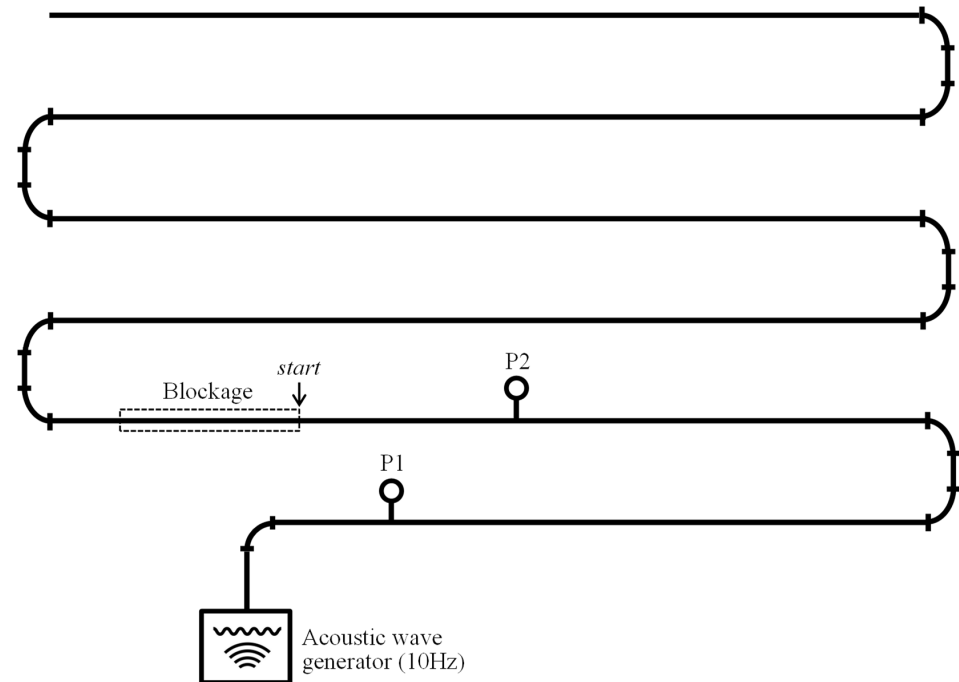 start
Blockage
P2
P1
Acoustic wave
generator (10Hz)